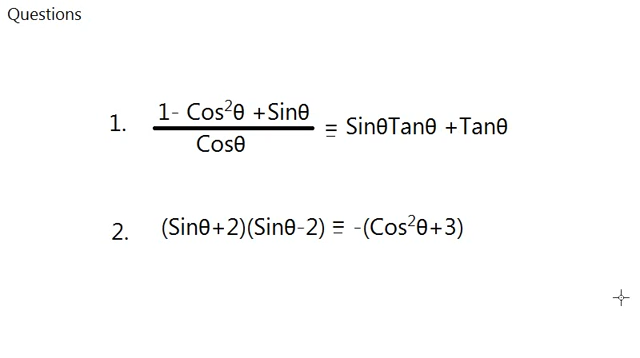 Questions
1. 1- Cos²θ +Sinθ
Cosθ
≡ SinθTanθ +Tanθ
2. (Sinθ+2)(Sinθ-2) ≡ -(Cos²θ+3)